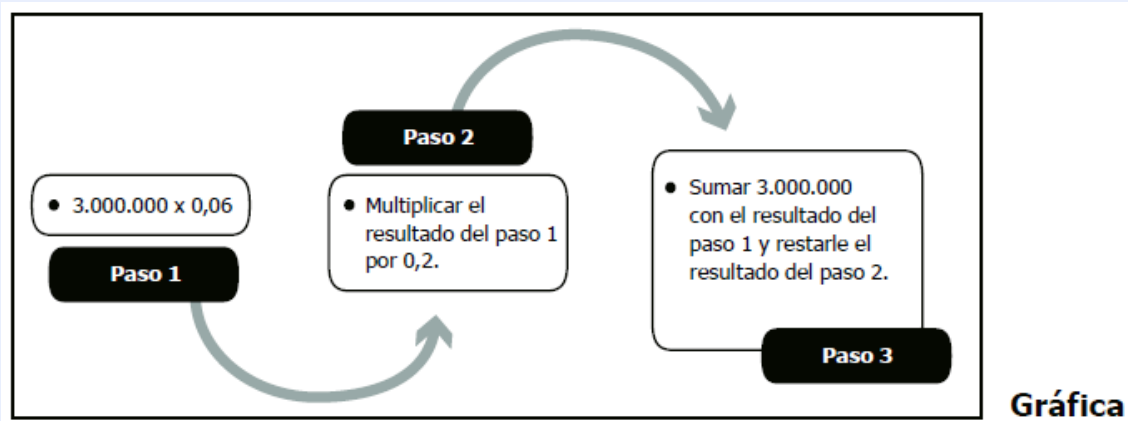 • 3.000.000 x 0,06
Paso 1
Paso 2
• Multiplicar el
resultado del paso 1
por 0,2.
• Sumar 3.000.000
con el resultado del
paso 1 y restarle el
resultado del paso 2.
Paso 3
Gráfica